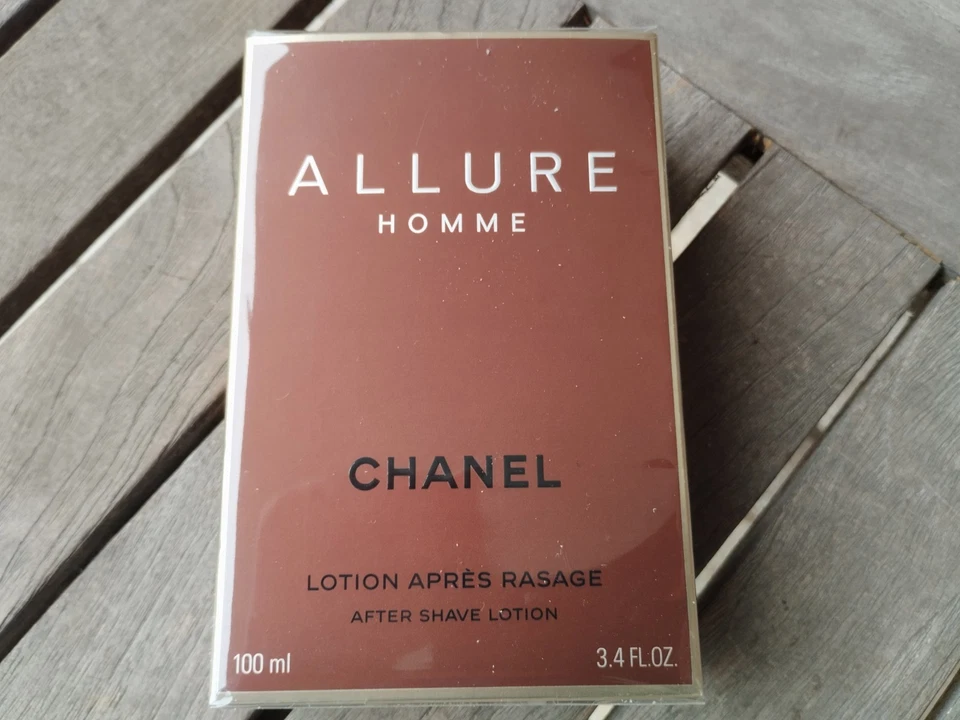 ALLURE
HOMME
CHANEL
LOTION APRÈS RASAGE
AFTER SHAVE LOTION
100 ml 3.4 FL.OZ.